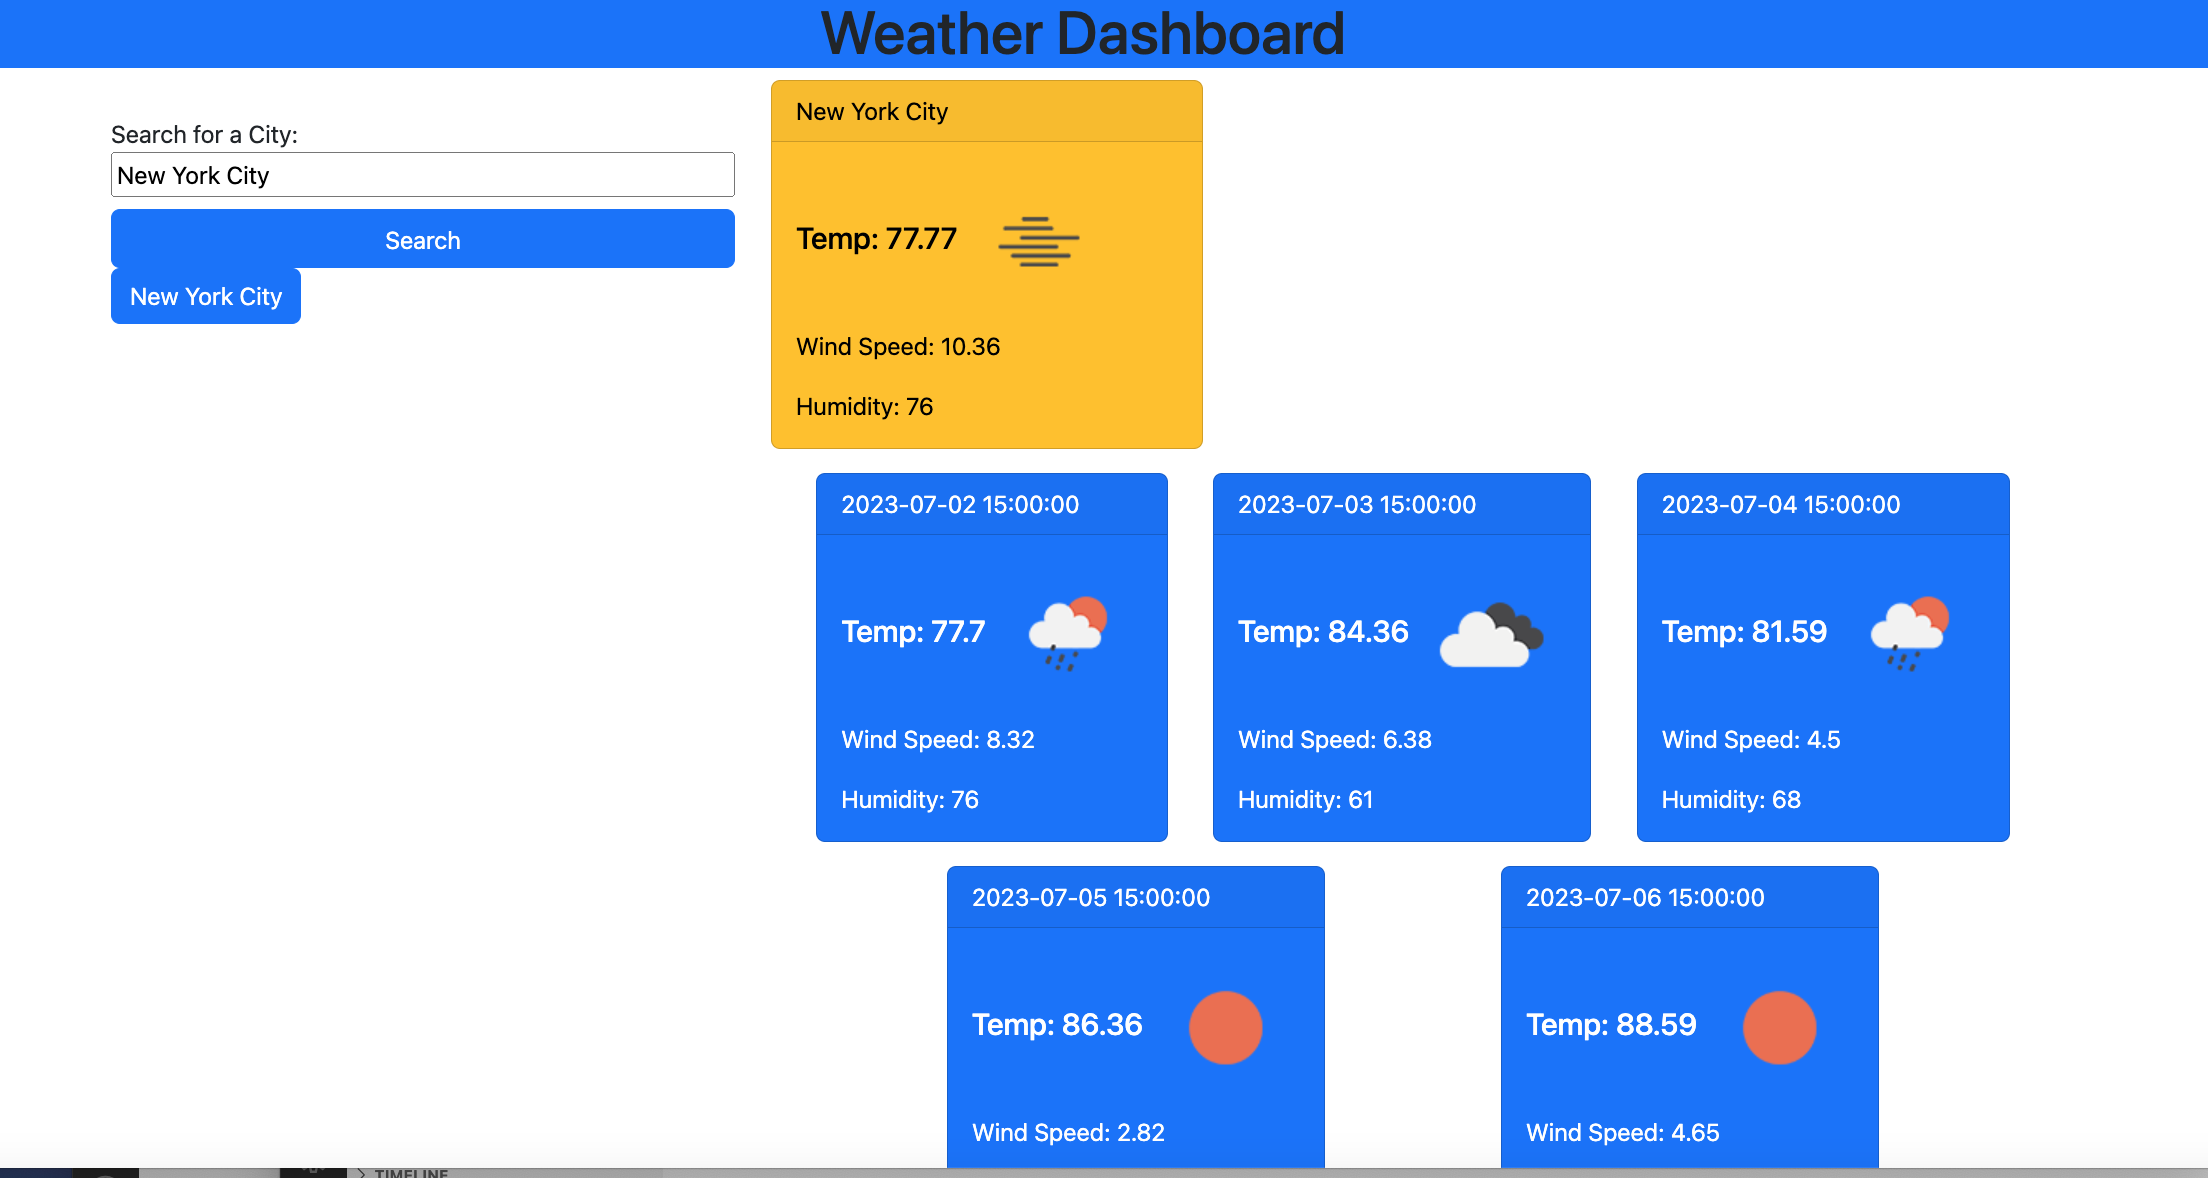 Weather Dashboard
Search for a City:
New York City
Search
New York City
New York City
Temp: 77.77
Wind Speed: 10.36
Humidity: 76
2023-07-02 15:00:00
Temp: 77.7
Wind Speed: 8.32
Humidity: 76
2023-07-03 15:00:00
Temp: 84.36
Wind Speed: 6.38
Humidity: 61
2023-07-04 15:00:00
Temp: 81.59
Wind Speed: 4.5
Humidity: 68
2023-07-05 15:00:00
Temp: 86.36
Wind Speed: 2.82
2023-07-06 15:00:00
Temp: 88.59
Wind Speed: 4.65
TIMELINE